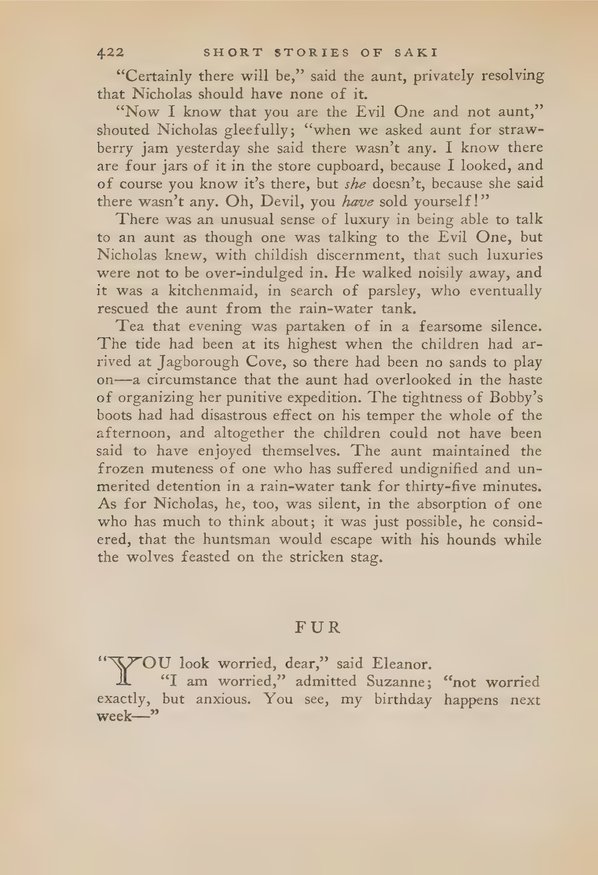 422 SHORT STORIES OF SAKI
“Certainly there will be,” said the aunt, privately resolving
that Nicholas should have none of it.
“Now I know that you are the Evil One and not aunt,”
shouted Nicholas gleefully; “when we asked aunt for straw-
berry jam yesterday she said there wasn’t any. I know there
are four jars of it in the store cupboard, because I looked, and
of course you know it’s there, but she doesn’t, because she said
there wasn’t any. Oh, Devil, you have sold yourself!”
There was an unusual sense of luxury in being able to talk
to an aunt as though one was talking to the Evil One, but
Nicholas knew, with childish discernment, that such luxuries
were not to be over-indulged in. He walked noisily away, and
it was a kitchenmaid, in search of parsley, who eventually
rescued the aunt from the rain-water tank.
Tea that evening was partaken of in a fearsome silence.
The tide had been at its highest when the children had ar-
rived at Jagborough Cove, so there had been no sands to play
on—a circumstance that the aunt had overlooked in the haste
of organizing her punitive expedition. The tightness of Bobby’s
boots had had disastrous effect on his temper the whole of the
afternoon, and altogether the children could not have been
said to have enjoyed themselves. The aunt maintained the
frozen muteness of one who has suffered undignified and un-
merited detention in a rain-water tank for thirty-five minutes.
As for Nicholas, he, too, was silent, in the absorption of one
who has much to think about; it was just possible, he consid-
ered, that the huntsman would escape with his hounds while
the wolves feasted on the stricken stag.
FUR
“YOU look worried, dear,” said Eleanor.
“I am worried,” admitted Suzanne; “not worried
exactly, but anxious. You see, my birthday happens next
week—”